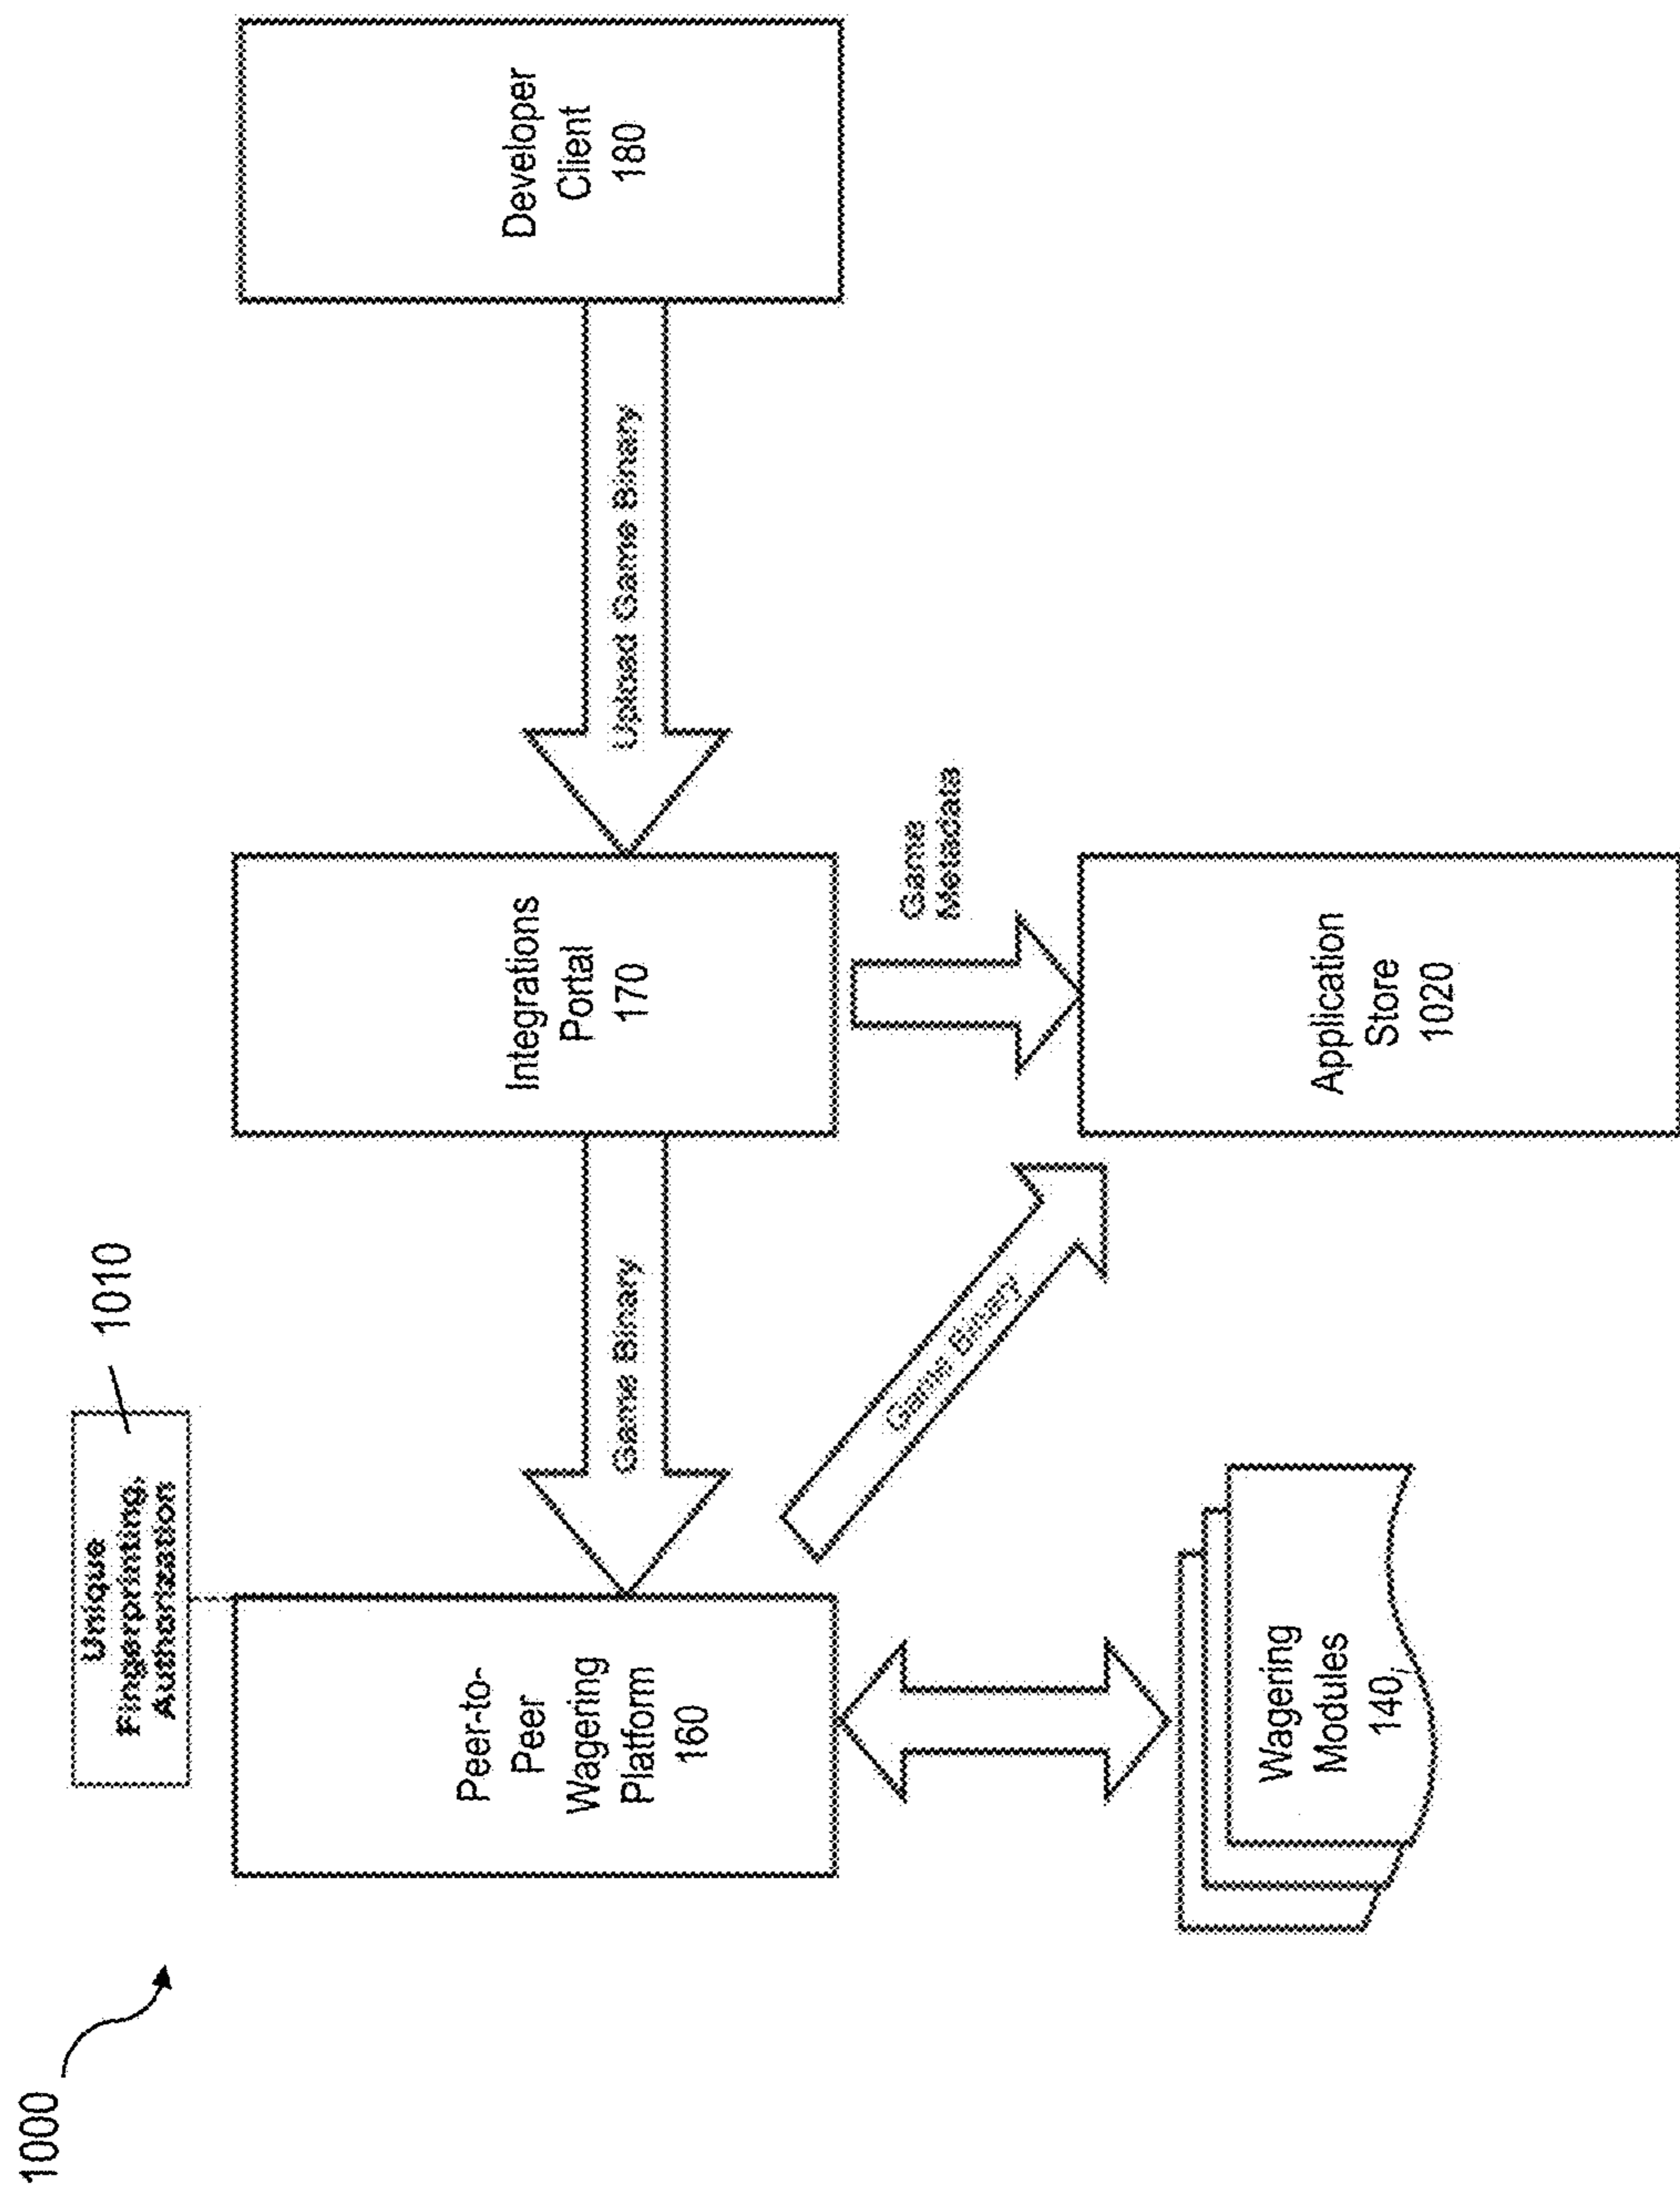 1000
Unique
Fingerprinting,
Authorization
1010
Peer-to-
Peer
Wagering
Platform
160
Game Binary
Integrations
Portal
170
Upload Game Binary
Developer
Client
180
Game Binary
Game
Metadata
Wagering
Modules
140
Application
Store
1020